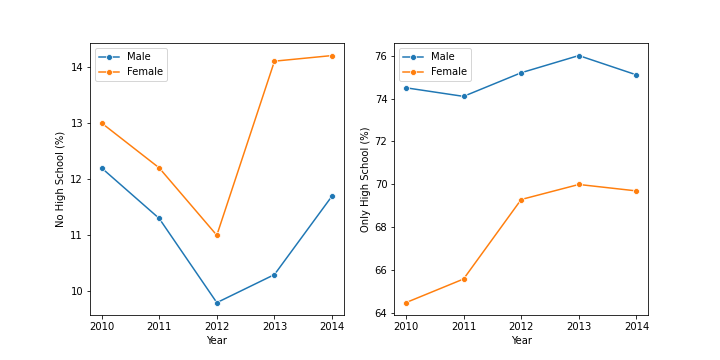 Male
Female
14
13
12
11
10
No High School (%)
2010 2011 2012 2013 2014
Year
Male
Female
76
74
72
70
68
66
64
Only High School (%)
2010 2011 2012 2013 2014
Year